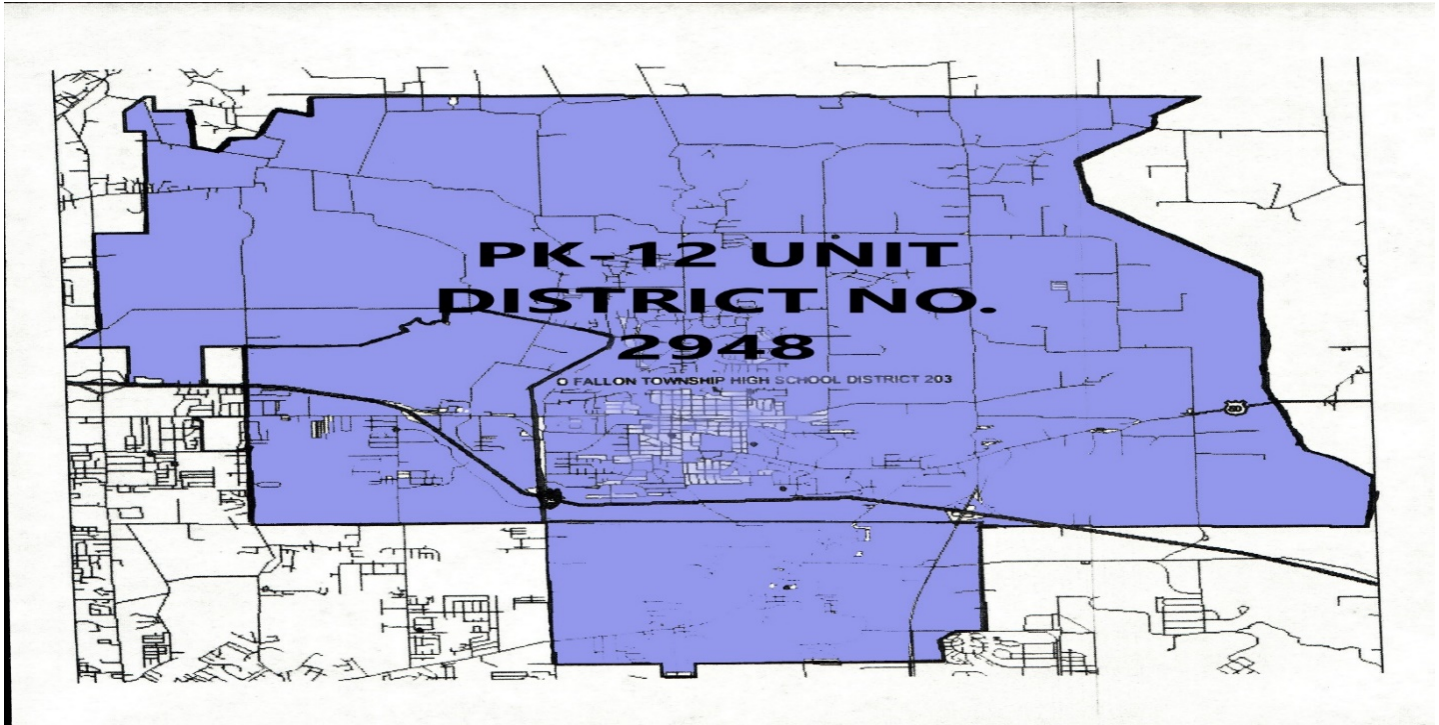 PK-12 UNIT
DISTRICT NO.
2948
O FALLON TOWNSHIP HIGH SCHOOL DISTRICT 203
50